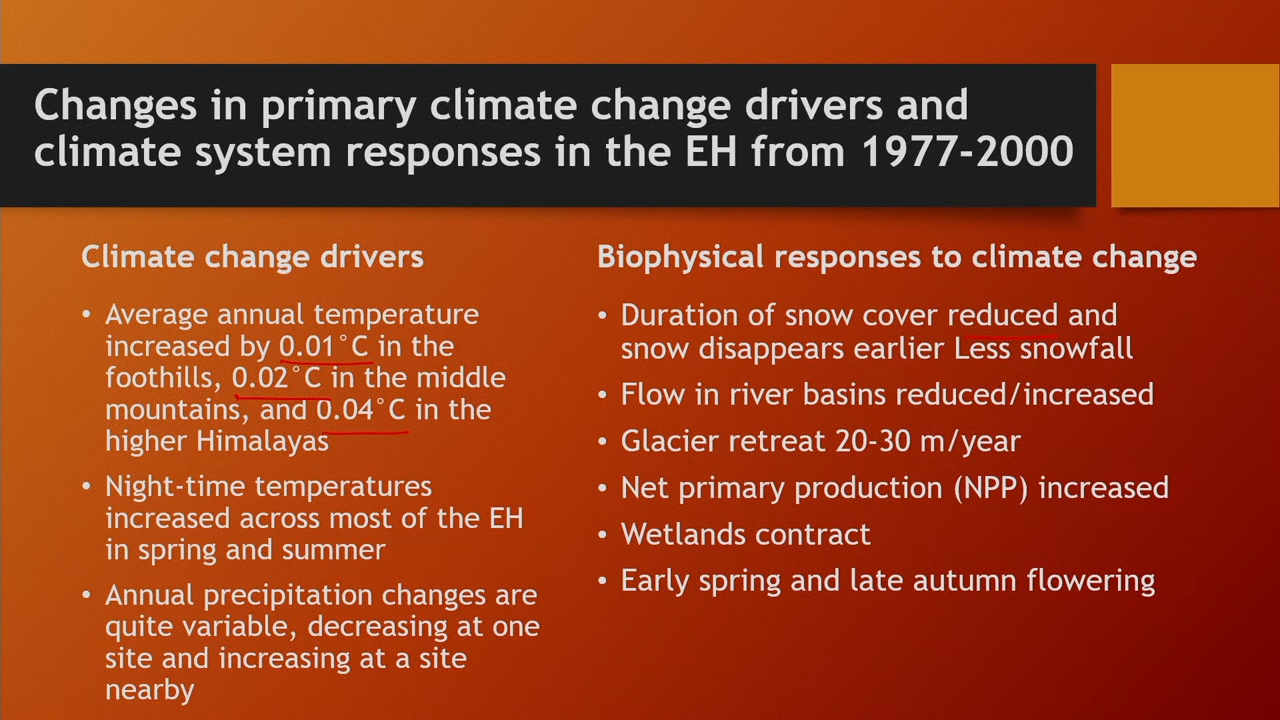 Changes in primary climate change drivers and
climate system responses in the EH from 1977-2000
Climate change drivers
• Average annual temperature
increased by 0.01°C in the
foothills, 0.02°C in the middle
mountains, and 0.04°C in the
higher Himalayas
• Night-time temperatures
increased across most of the EH
in spring and summer
• Annual precipitation changes are
quite variable, decreasing at one
site and increasing at a site
nearby
Biophysical responses to climate change
• Duration of snow cover reduced and
snow disappears earlier Less snowfall
• Flow in river basins reduced/increased
• Glacier retreat 20-30 m/year
• Net primary production (NPP) increased
• Wetlands contract
• Early spring and late autumn flowering